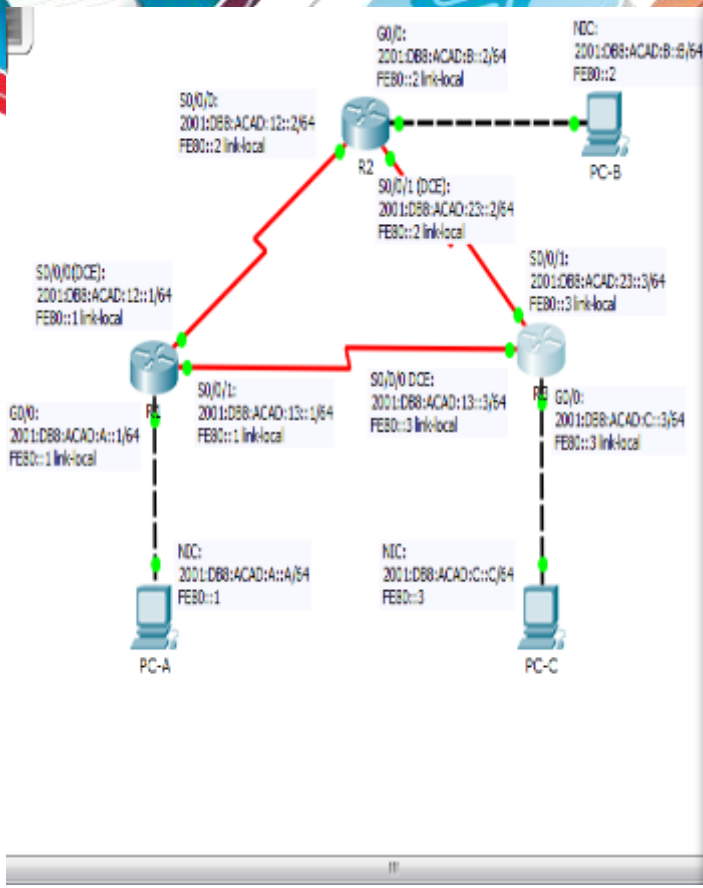 G0/0:
2001:DB8:ACAD:B::2/64
FE80::2 link-local
NIC:
2001:DB8:ACAD:B::B/64
FE80::2
S0/0/0:
2001:DB8:ACAD:12::2/64
FE80::2 link-local
R2
PC-B
S0/0/1 (DCE):
2001:DB8:ACAD:23::2/64
FE80::2 link-local
S0/0/1:
2001:DB8:ACAD:23::3/64
FE80::3 link-local
S0/0/0(DCE):
2001:DB8:ACAD:12::1/64
FE80::1 link-local
R1
S0/0/1:
2001:DB8:ACAD:13::1/64
FE80::1 link-local
S0/0/0 DCE:
2001:DB8:ACAD:13::3/64
FE80::3 link-local
R3
G0/0:
2001:DB8:ACAD:C::3/64
FE80::3 link-local
G0/0:
2001:DB8:ACAD:A::1/64
FE80::1 link-local
NIC:
2001:DB8:ACAD:A::A/64
FE80::1
NIC:
2001:DB8:ACAD:C::C/64
FE80::3
PC-A
PC-C